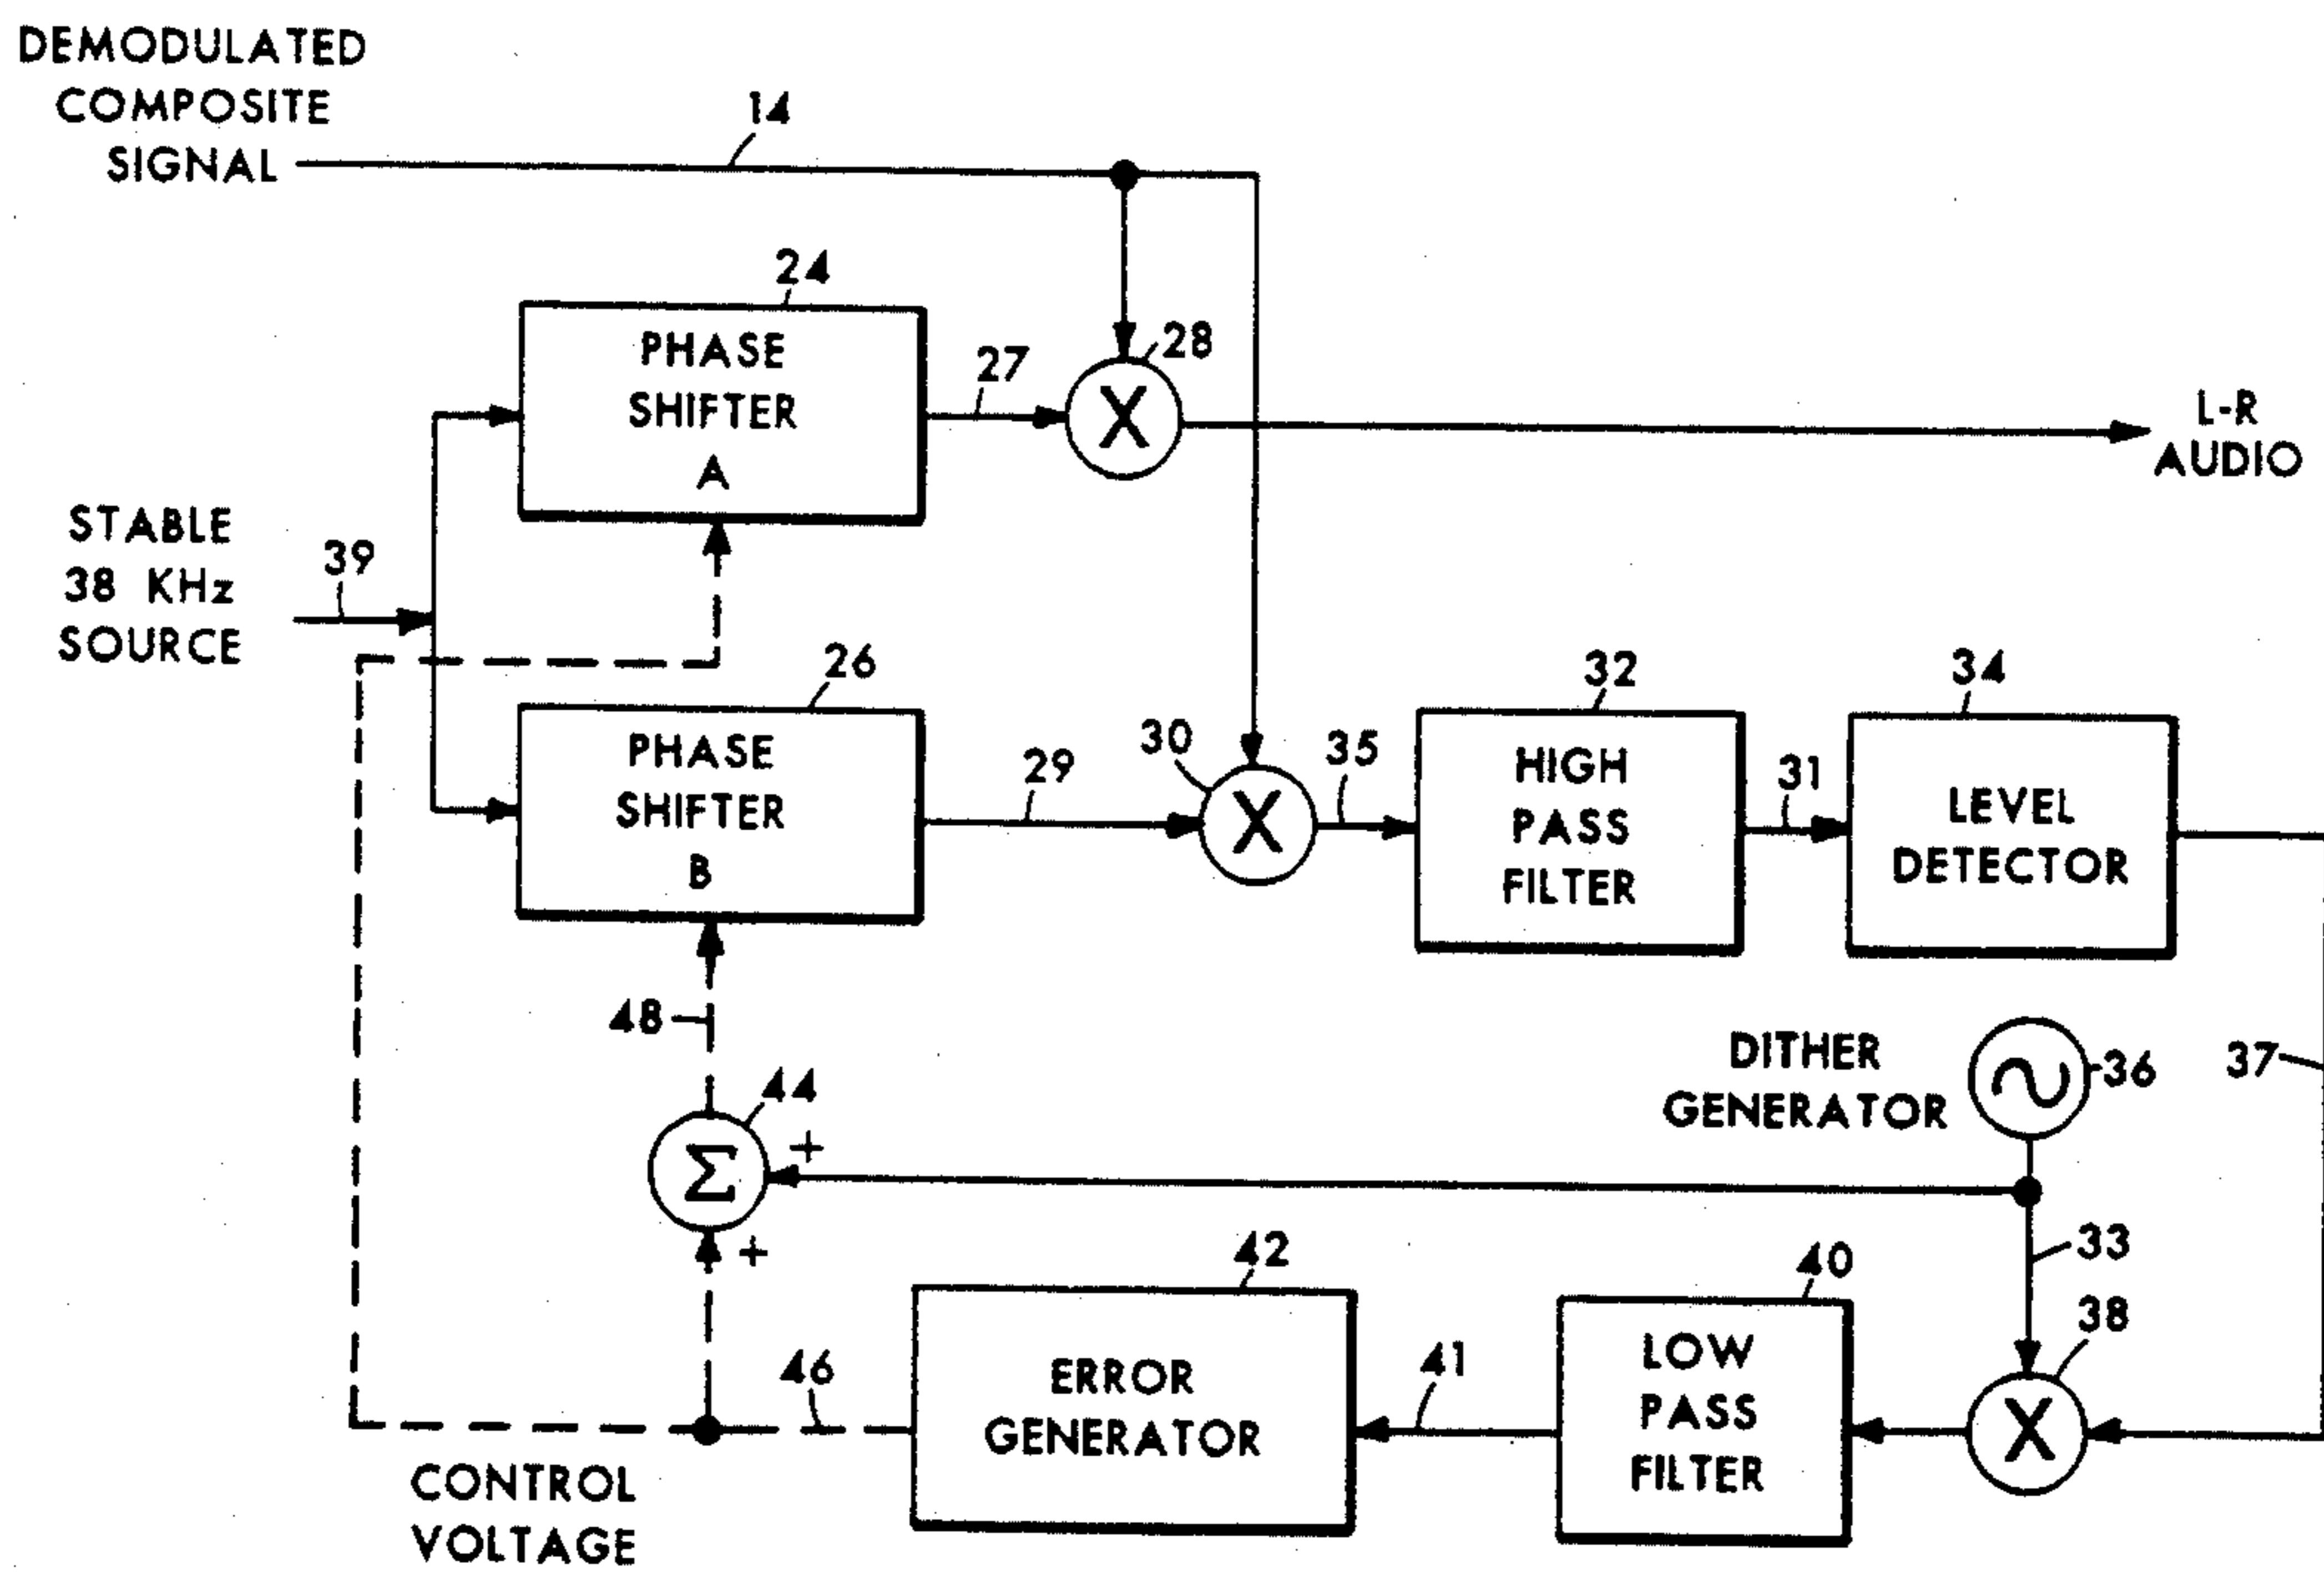 DEMODULATED
COMPOSITE
SIGNAL
14
24
PHASE
SHIFTER
A
27
28
X
L-R
AUDIO
STABLE
38 KHz
SOURCE
39
26
PHASE
SHIFTER
B
29
30
X
35
32
HIGH
PASS
FILTER
31
34
LEVEL
DETECTOR
37
48
44
Σ
+
+
DITHER
GENERATOR
36
33
38
X
40
LOW
PASS
FILTER
41
42
ERROR
GENERATOR
46
CONTROL
VOLTAGE